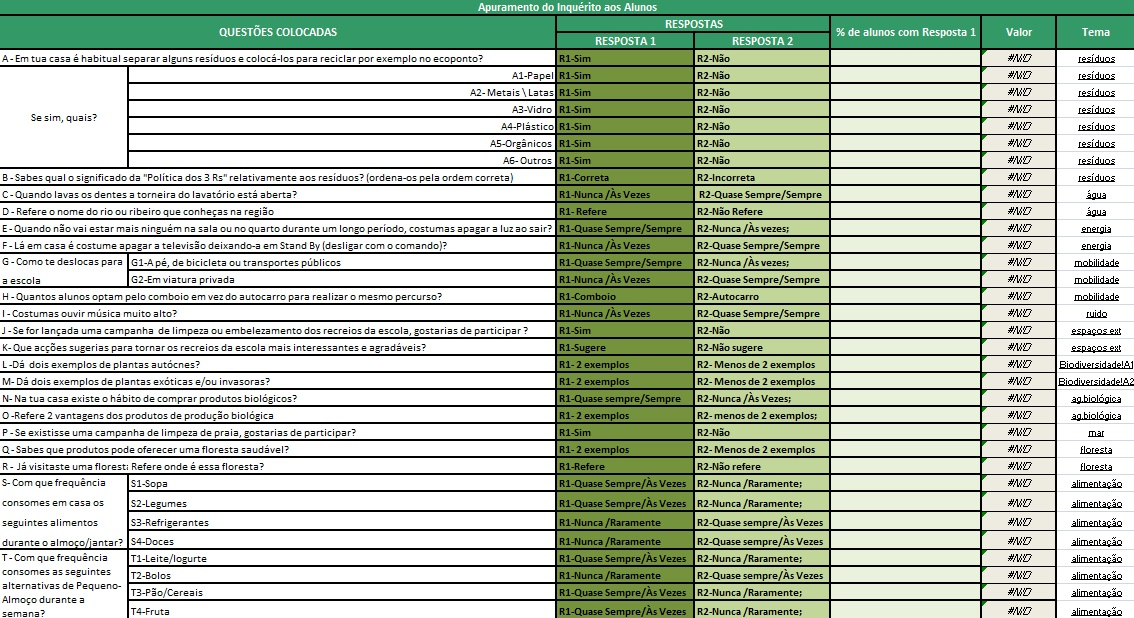 Apuramento do Inquérito aos Alunos
QUESTÕES COLOCADAS RESPOSTAS % de alunos com Resposta 1 Valor Tema
RESPOSTA 1 RESPOSTA 2
A - Em tua casa é habitual separar alguns resíduos e colocá-los para reciclar por exemplo no ecoponto? R1-Sim R2-Não #N/D resíduos
Se sim, quais?
A1-Papel R1-Sim R2-Não #N/D resíduos
A2- Metais \ Latas R1-Sim R2-Não #N/D resíduos
A3-Vidro R1-Sim R2-Não #N/D resíduos
A4-Plástico R1-Sim R2-Não #N/D resíduos
A5-Orgânicos R1-Sim R2-Não #N/D resíduos
A6- Outros R1-Sim R2-Não #N/D resíduos
B - Sabes qual o significado da "Política dos 3 Rs" relativamente aos resíduos? (ordena-os pela ordem correta) R1-Correta R2-Incorreta #N/D resíduos
C - Quando lavas os dentes a torneira do lavatório está aberta? R1-Nunca /Às Vezes R2-Quase Sempre/Sempre #N/D água
D - Refere o nome do rio ou ribeiro que conheças na região R1- Refere R2-Não Refere #N/D água
E - Quando não vai estar mais ninguém na sala ou no quarto durante um longo período, costumas apagar a luz ao sair? R1-Quase Sempre/Sempre R2-Nunca /Às vezes; #N/D energia
F - Lá em casa é costume apagar a televisão deixando-a em Stand By (desligar com o comando)? R1-Nunca /Às Vezes R2-Quase Sempre/Sempre #N/D energia
G - Como te deslocas para a escola
G1-A pé, de bicicleta ou transportes públicos R1-Quase Sempre/Sempre R2-Nunca /Às vezes; #N/D mobilidade
G2-Em viatura privada R1-Nunca /Às Vezes R2-Quase Sempre/Sempre #N/D mobilidade
H - Quantos alunos optam pelo comboio em vez do autocarro para realizar o mesmo percurso? R1-Comboio R2-Autocarro #N/D mobilidade
I - Costumas ouvir música muito alto? R1-Nunca /Às Vezes R2-Quase Sempre/Sempre #N/D ruido
J - Se for lançada uma campanha de limpeza ou embelezamento dos recreios da escola, gostarias de participar ? R1-Sim R2-Não #N/D espaços ext
K- Que acções sugerias para tornar os recreios da escola mais interessantes e agradáveis? R1-Sugere R2-Não sugere #N/D espaços ext
L -Dá dois exemplos de plantas autócnes? R1- 2 exemplos R2- Menos de 2 exemplos #N/D Biodiversidade!A1
M- Dá dois exemplos de plantas exóticas e/ou invasoras? R1- 2 exemplos R2- Menos de 2 exemplos #N/D Biodiversidade!A2
N- Na tua casa existe o hábito de comprar produtos biológicos? R1-Quase sempre/Sempre R2-Nunca /Às Vezes; #N/D ag.biológica
O -Refere 2 vantagens dos produtos de produção biológica R1- 2 exemplos R2- menos de 2 exemplos; #N/D ag.biológica
P - Se existisse uma campanha de limpeza de praia, gostarias de participar? R1-Sim R2-Não #N/D mar
Q - Sabes que produtos pode oferecer uma floresta saudável? R1- 2 exemplos R2- Menos de 2 exemplos #N/D floresta
R - Já visitaste uma floresta Refere onde é essa floresta? R1-Refere R2-Não refere #N/D floresta
S- Com que frequência
consomes em casa os
seguintes alimentos
durante o almoço/jantar?
S1-Sopa R1-Quase Sempre/Às Vezes R2-Nunca /Raramente; #N/D alimentação
S2-Legumes R1-Quase Sempre/Às Vezes R2-Nunca /Raramente; #N/D alimentação
S3-Refrigerantes R1-Nunca /Raramente R2-Quase sempre/Às Vezes #N/D alimentação
S4-Doces R1-Nunca /Raramente R2-Quase sempre/Às Vezes #N/D alimentação
T - Com que frequência
consomes as seguintes
alternativas de Pequeno-
Almoço durante a
semana?
T1-Leite/Iogurte R1-Quase Sempre/Às Vezes R2-Nunca /Raramente; #N/D alimentação
T2-Bolos R1-Nunca /Raramente R2-Quase sempre/Às Vezes #N/D alimentação
T3-Pão/Cereais R1-Quase Sempre/Às Vezes R2-Nunca /Raramente; #N/D alimentação
T4-Fruta R1-Quase Sempre/Às Vezes R2-Nunca /Raramente; #N/D alimentação